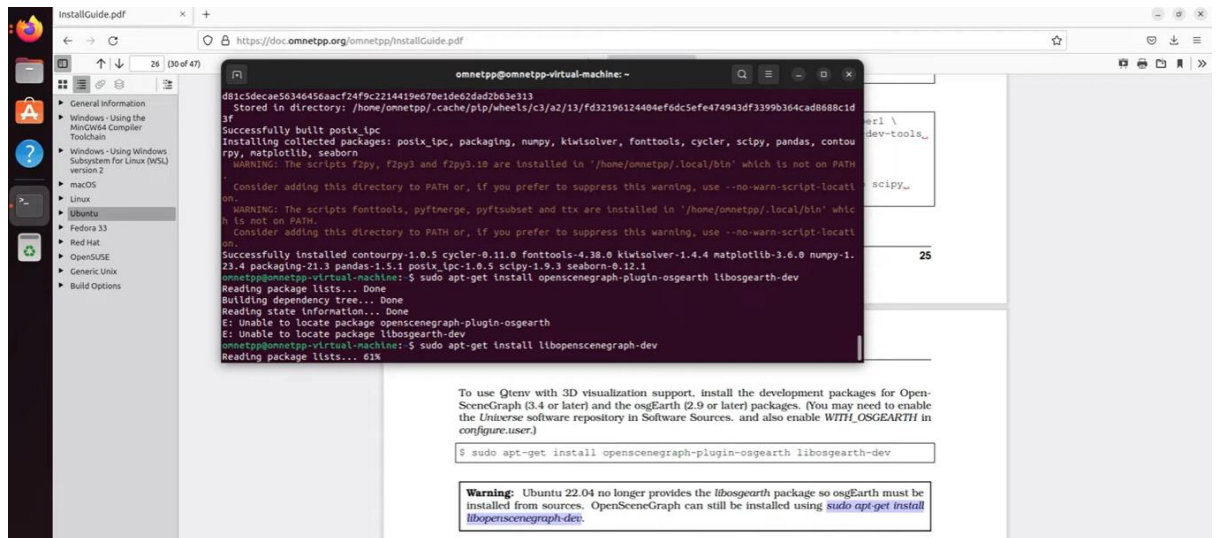 InstallGuide.pdf
https://doc.omnetpp.org/omnetpp/InstallGuide.pdf
26 (30 of 47)
General Information
Windows - Using the
MinGW64 Compiler
Toolchain
Windows - Using Windows
Subsystem for Linux (WSL)
version 2
macOS
Linux
Ubuntu
Fedora 33
Red Hat
OpenSUSE
Generic Unix
Build Options
omnetpp@omnetpp-virtual-machine: ~
d81c5decae56346456aacf24f9c2214419e670e1de62dad2b63e313
Stored in directory: /home/omnetpp/.cache/pip/wheels/c3/a2/13/fd32196124404ef6dc5efe474943df3399b364cad8688c1d
3f
Successfully built posix_ipc
Installing collected packages: posix_ipc, packaging, numpy, kiwisolver, fonttools, cycler, scipy, pandas, contou
rpy, matplotlib, seaborn
WARNING: The scripts f2py, f2py3 and f2py3.10 are installed in '/home/omnetpp/.local/bin' which is not on PATH
.
Consider adding this directory to PATH or, if you prefer to suppress this warning, use --no-warn-script-locati
on.
WARNING: The scripts fonttools, pyftmerge, pyftsubset and ttx are installed in '/home/omnetpp/.local/bin' whic
h is not on PATH.
Consider adding this directory to PATH or, if you prefer to suppress this warning, use --no-warn-script-locati
on.
Successfully installed contourpy-1.0.5 cycler-0.11.0 fonttools-4.38.0 kiwisolver-1.4.4 matplotlib-3.6.0 numpy-1.
23.4 packaging-21.3 pandas-1.5.1 posix_ipc-1.0.5 scipy-1.9.3 seaborn-0.12.1
omnetpp@omnetpp-virtual-machine:~$ sudo apt-get install openscenegraph-plugin-osgearth libosgearth-dev
Reading package lists... Done
Building dependency tree... Done
Reading state information... Done
E: Unable to locate package openscenegraph-plugin-osgearth
E: Unable to locate package libosgearth-dev
omnetpp@omnetpp-virtual-machine:~$ sudo apt-get install libopenscenegraph-dev
Reading package lists... 61%
erl \
dev-tools
scipy
25
To use Qtenv with 3D visualization support, install the development packages for Open-
SceneGraph (3.4 or later) and the osgEarth (2.9 or later) packages. (You may need to enable
the Universe software repository in Software Sources. and also enable WITH_OSGEARTH in
configure.user.)
$ sudo apt-get install openscenegraph-plugin-osgearth libosgearth-dev
Warning: Ubuntu 22.04 no longer provides the libosgearth package so osgEarth must be
installed from sources. OpenSceneGraph can still be installed using sudo apt-get install
libopenscenegraph-dev.